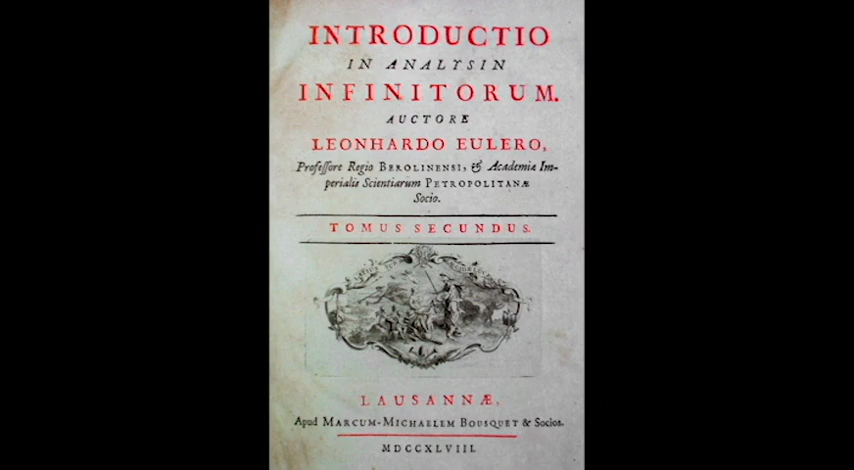 INTRODUCTIO
IN ANALYSIN
INFINITORUM.
AUCTORE
LEONHARDO EULERO,
Professore Regio BEROLINENSI, & Academiæ Im-
perialis Scientiarum PETROPOLITANÆ
Socio.
TOMUS SECUNDUS.
LAUSANNÆ,
Apud MARCUM-MICHAELEM BOUSQUET & Socios.
MDCCXLVIII.